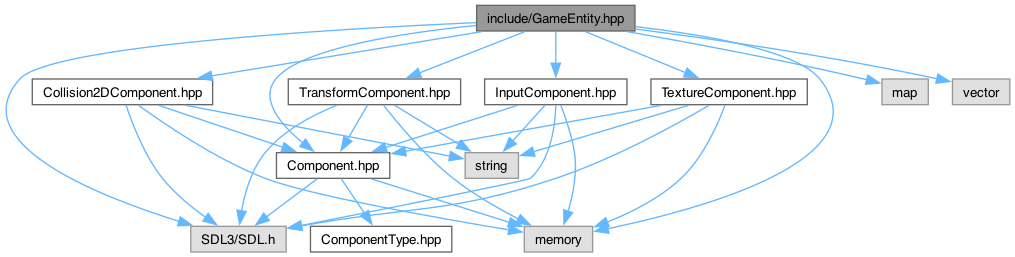 include/GameEntity.hpp
Collision2DComponent.hpp
TransformComponent.hpp
InputComponent.hpp
TextureComponent.hpp
map
vector
Component.hpp
string
SDL3/SDL.h
ComponentType.hpp
memory